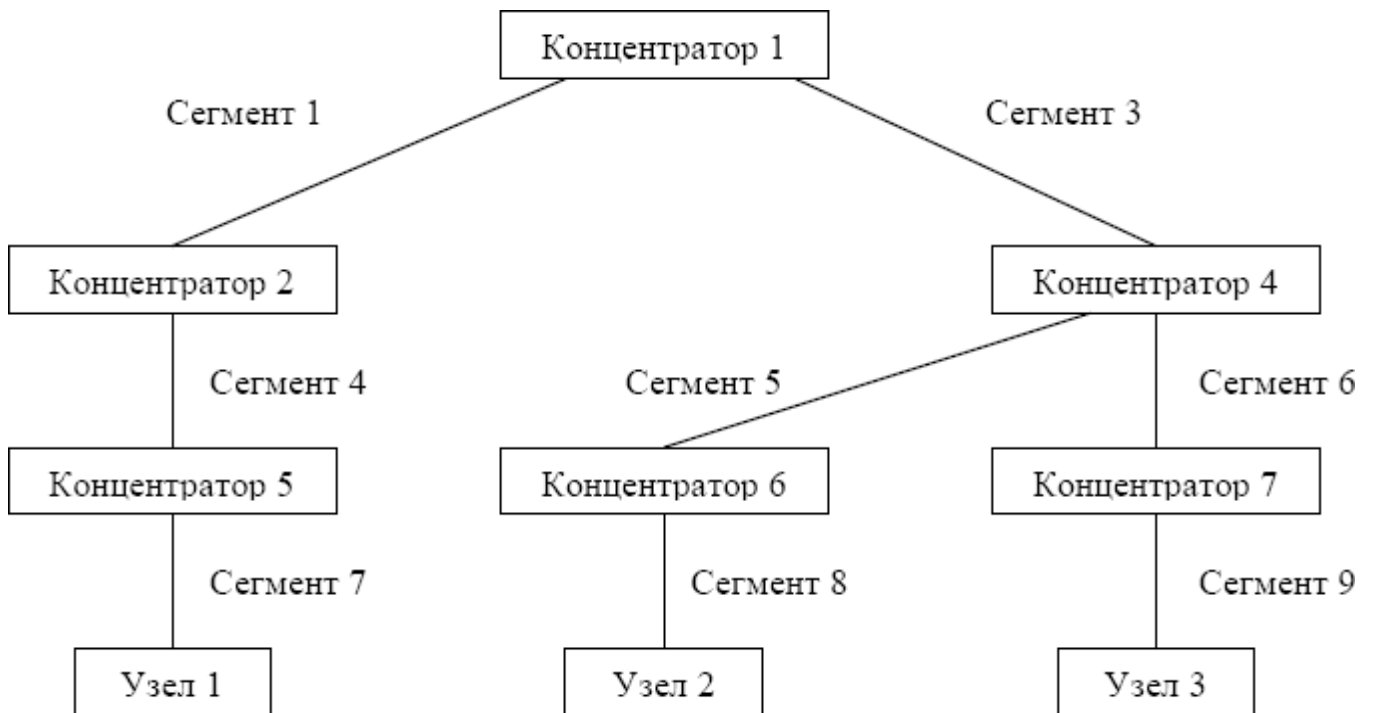 Концентратор 1
Сегмент 1
Сегмент 3
Концентратор 2
Концентратор 4
Сегмент 4
Сегмент 5
Сегмент 6
Концентратор 5
Концентратор 6
Концентратор 7
Сегмент 7
Сегмент 8
Сегмент 9
Узел 1
Узел 2
Узел 3